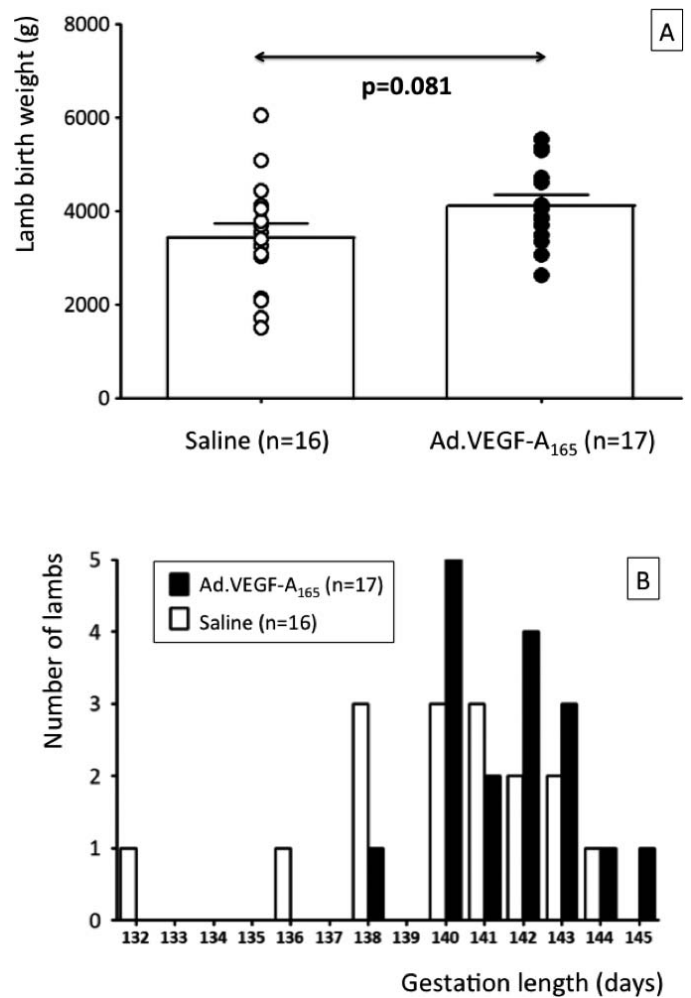 A
Lamb birth weight (g)
8000
6000
4000
2000
0
p=0.081
Saline (n=16)
Ad.VEGF-A₁₆₅ (n=17)
B
Number of lambs
5
4
3
2
1
0
Ad.VEGF-A₁₆₅ (n=17)
Saline (n=16)
132 133 134 135 136 137 138 139 140 141 142 143 144 145
Gestation length (days)